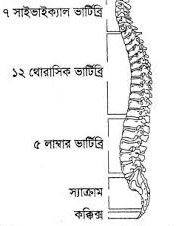 ৭ সাইভাইক্যাল ভার্টিব্রি
১২ থোরাসিক ভার্টিব্রি
৫ লাম্বার ভার্টিব্রি
স্যাক্রাম
কক্কিক্স